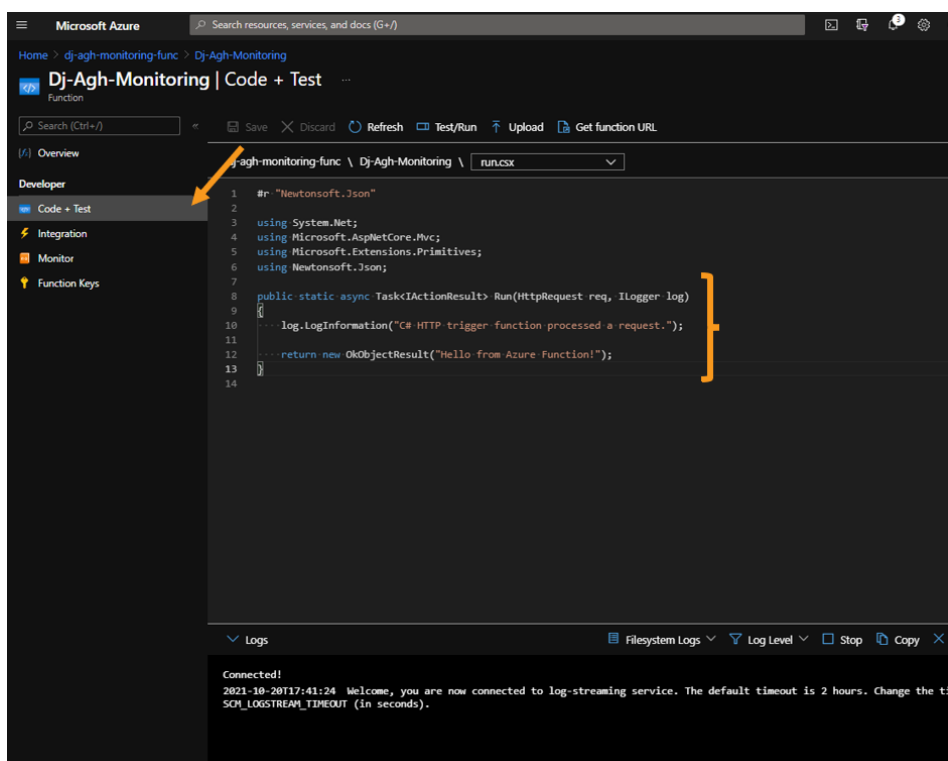 Microsoft Azure
Search resources, services, and docs (G+/)
3
Home > dj-agh-monitoring-func > Dj-Agh-Monitoring
Dj-Agh-Monitoring | Code + Test ...
Function
Search (Ctrl+/)
«
Save Discard Refresh Test/Run Upload Get function URL
Overview
Developer
Code + Test
Integration
Monitor
Function Keys
dj-agh-monitoring-func \ Dj-Agh-Monitoring \ run.csx
1 #r "Newtonsoft.Json"
2
3 using System.Net;
4 using Microsoft.AspNetCore.Mvc;
5 using Microsoft.Extensions.Primitives;
6 using Newtonsoft.Json;
7
8 public static async Task<IActionResult> Run(HttpRequest req, ILogger log)
9 {
10 log.LogInformation("C# HTTP trigger function processed a request.");
11
12 return new OkObjectResult("Hello from Azure Function!");
13 }
14
Logs Filesystem Logs Log Level Stop Copy
Connected!
2021-10-20T17:41:24 Welcome, you are now connected to log-streaming service. The default timeout is 2 hours. Change the
SCM_LOGSTREAM_TIMEOUT (in seconds).